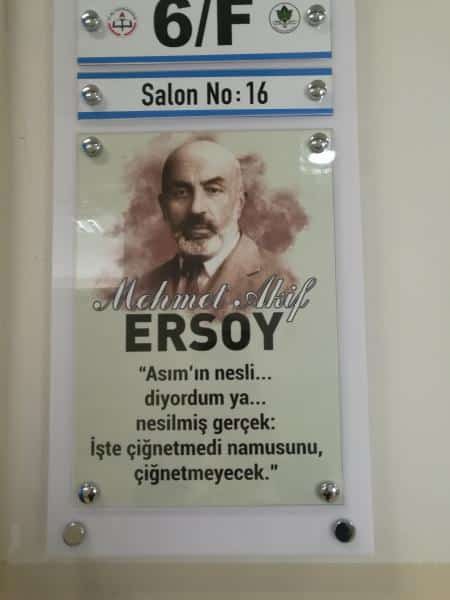 6/F
Salon No: 16
Mehmet Akif
ERSOY
“Asım’ın nesli...
diyordum ya...
nesilmiş gerçek:
İşte çiğnetmedi namusunu,
çiğnetmeyecek.”